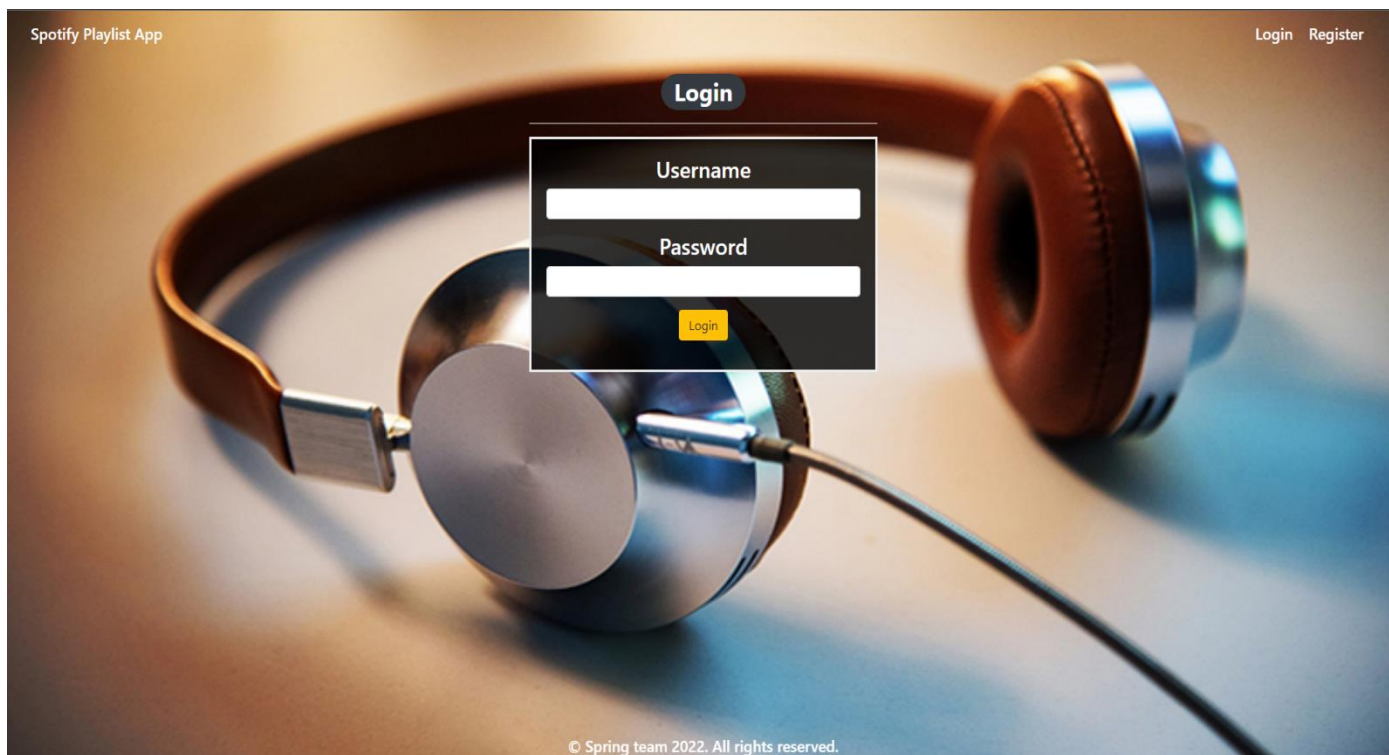 Spotify Playlist App
Login Register
Login
Username
Password
Login
© Spring team 2022. All rights reserved.